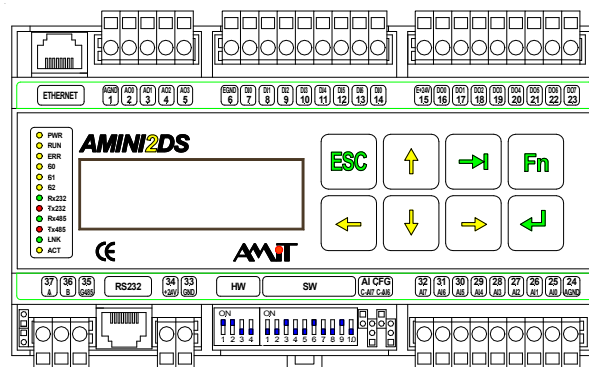 ETHERNET
AGND AO0 AO1 AO2 AO3
1 2 3 4 5
EGND DI0 DI1 DI2 DI3 DI4 DI5 DI6 DI7
6 7 8 9 10 11 12 13 14
E+24V DO0 DO1 DO2 DO3 DO4 DO5 DO6 DO7
15 16 17 18 19 20 21 22 23
PWR
RUN
ERR
60
61
62
Rx232
Tx232
Rx485
Tx485
LNK
ACT
AMINI2DS
ESC
Fn
CE
AMiT
37 36 35
A B G485
RS232
34 33
+24V GND
HW
SW
AI CFG
C-AI7 C-AI6
32 31 30 29 28 27 26 25 24
AI7 AI6 AI5 AI4 AI3 AI2 AI1 AI0 AGND
ON
1 2 3 4
ON
1 2 3 4 5 6 7 8 9 10